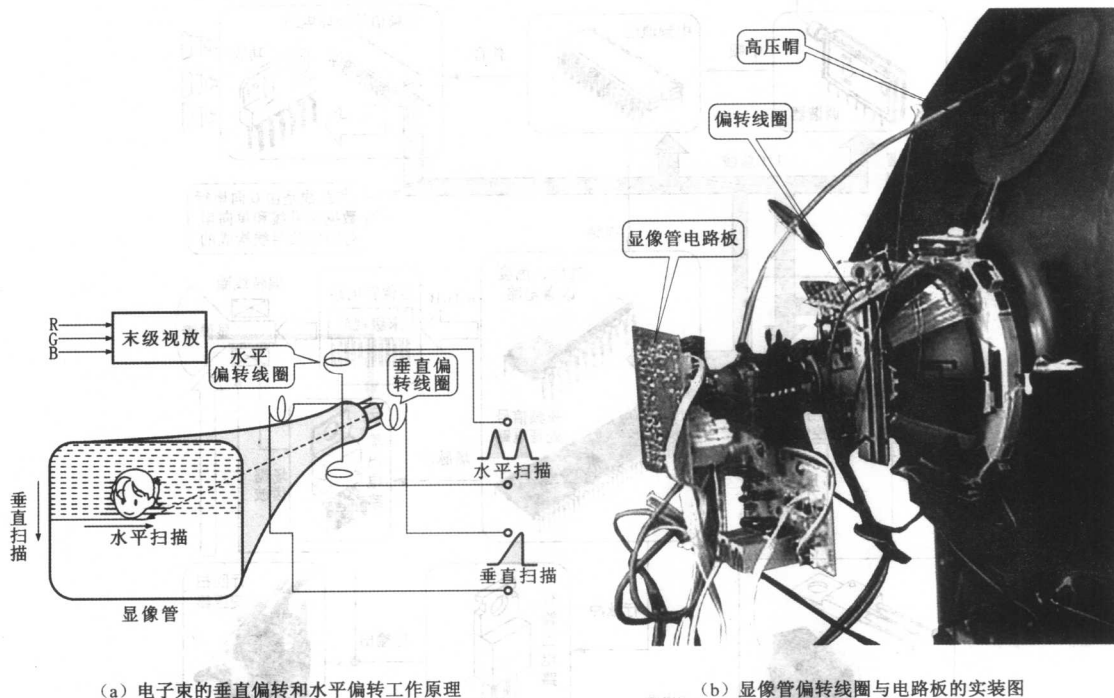 高压帽
偏转线圈
显像管电路板
R
G
B
末级视放
水平
偏转线圈
垂直偏
转线圈
水平扫描
垂直扫描
水平扫描
垂直扫描
显像管
(a) 电子束的垂直偏转和水平偏转工作原理
(b) 显像管偏转线圈与电路板的实装图